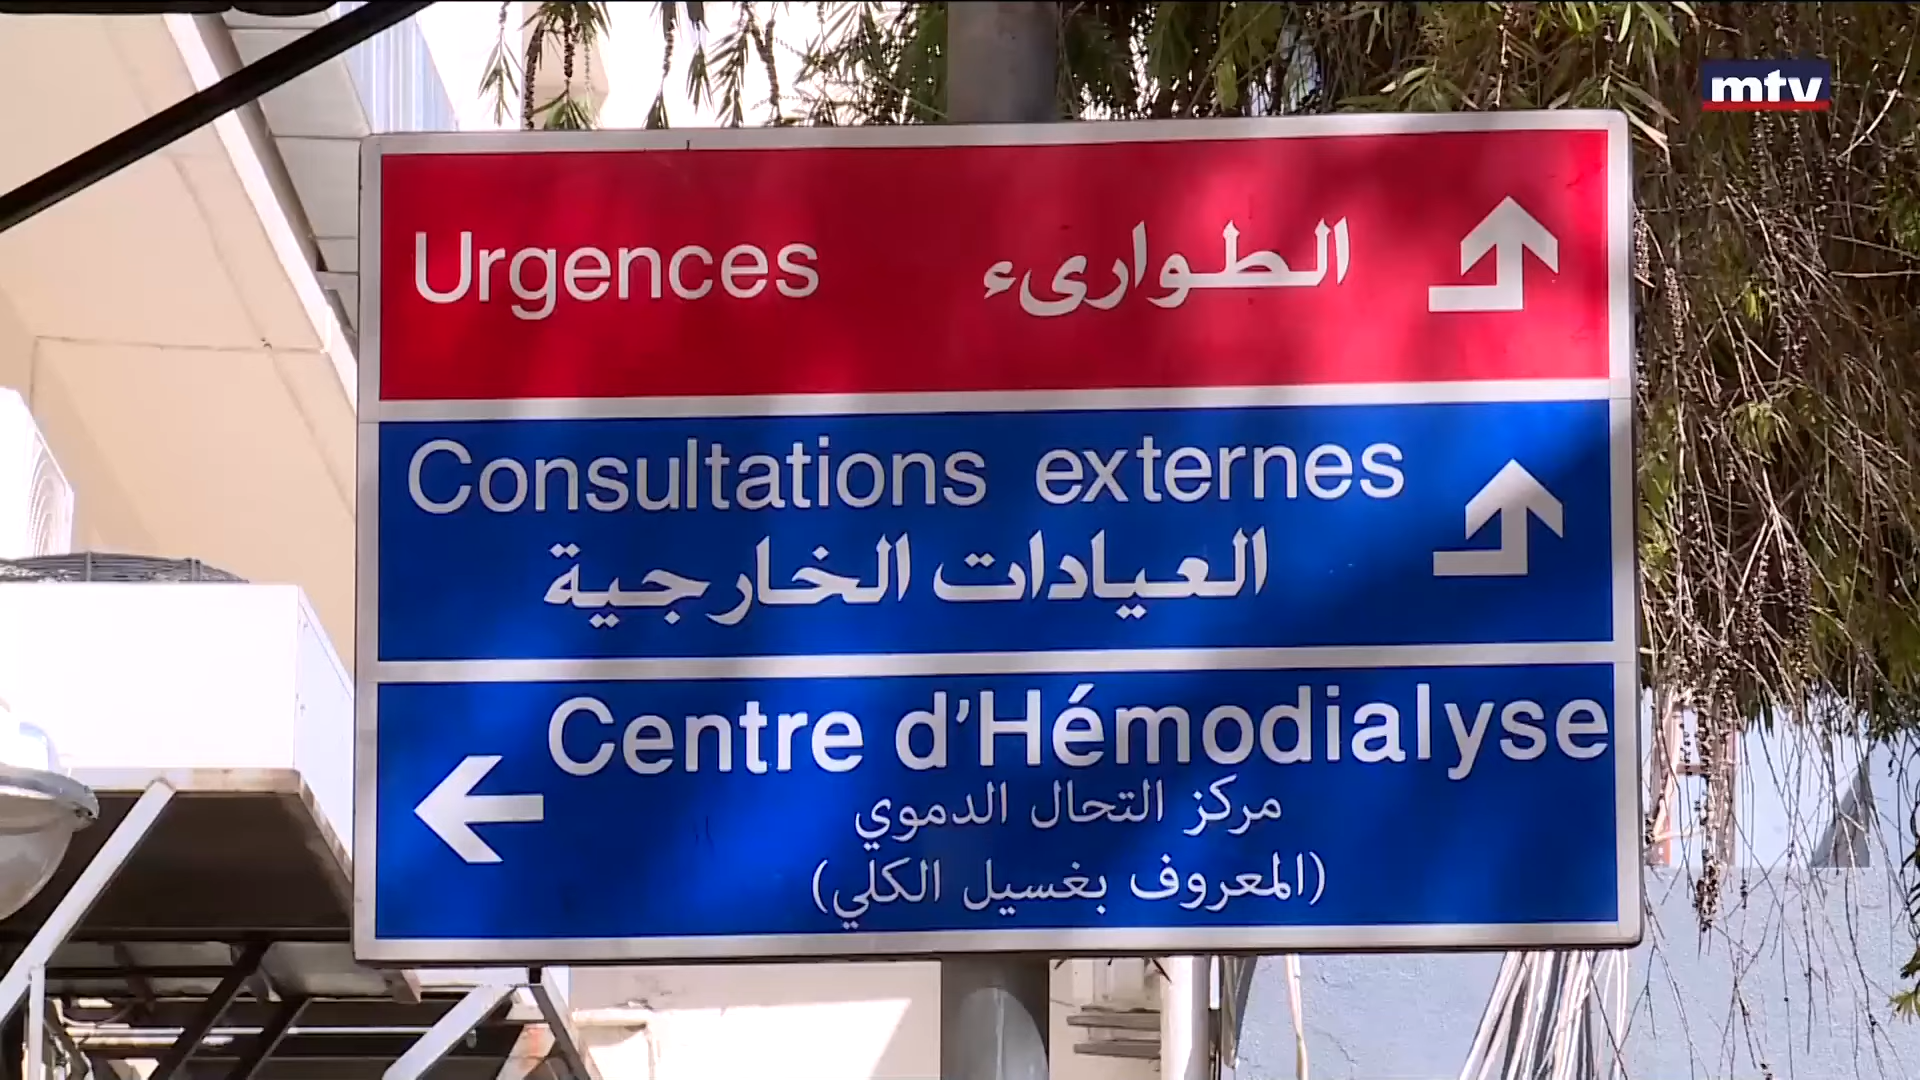 mtv
Urgences الطوارىء
Consultations externes
العيادات الخارجية
Centre d'Hémodialyse
مركز التحال الدموي
(المعروف بغسيل الكلي)